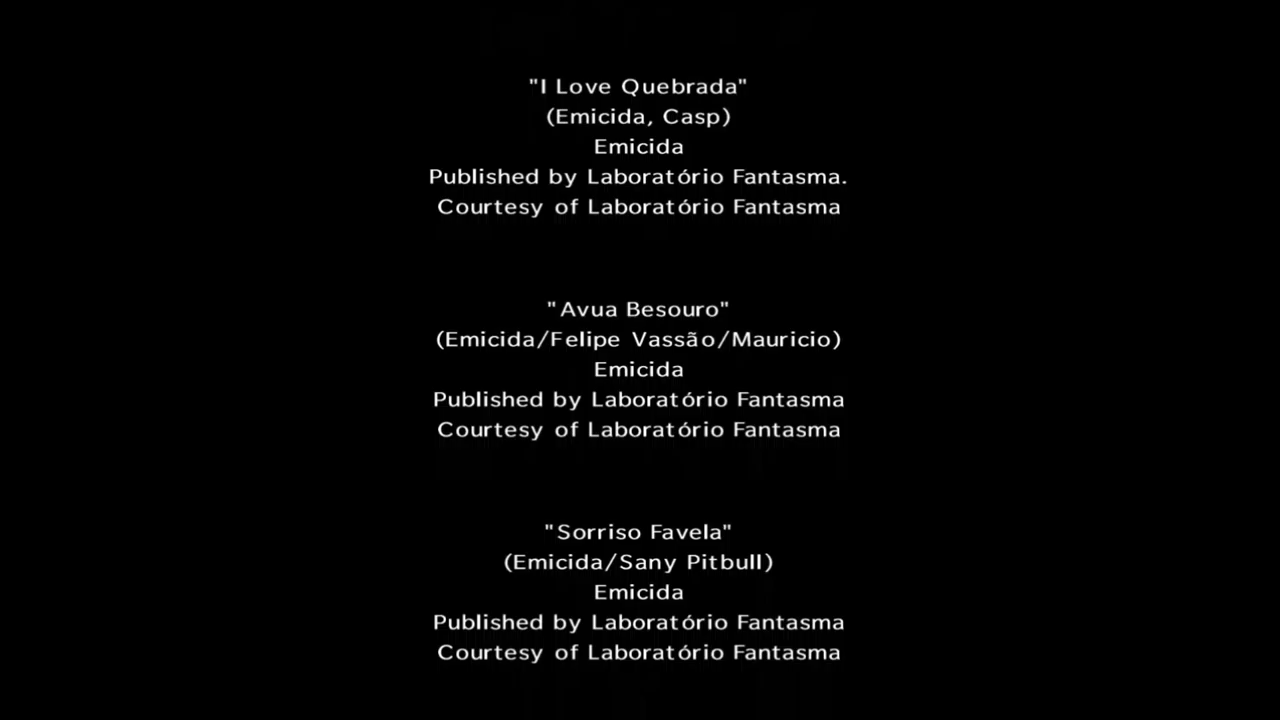 "I Love Quebrada"
(Emicida, Casp)
Emicida
Published by Laboratório Fantasma.
Courtesy of Laboratório Fantasma
"Avua Besouro"
(Emicida/Felipe Vassão/Mauricio)
Emicida
Published by Laboratório Fantasma
Courtesy of Laboratório Fantasma
"Sorriso Favela"
(Emicida/Sany Pitbull)
Emicida
Published by Laboratório Fantasma
Courtesy of Laboratório Fantasma